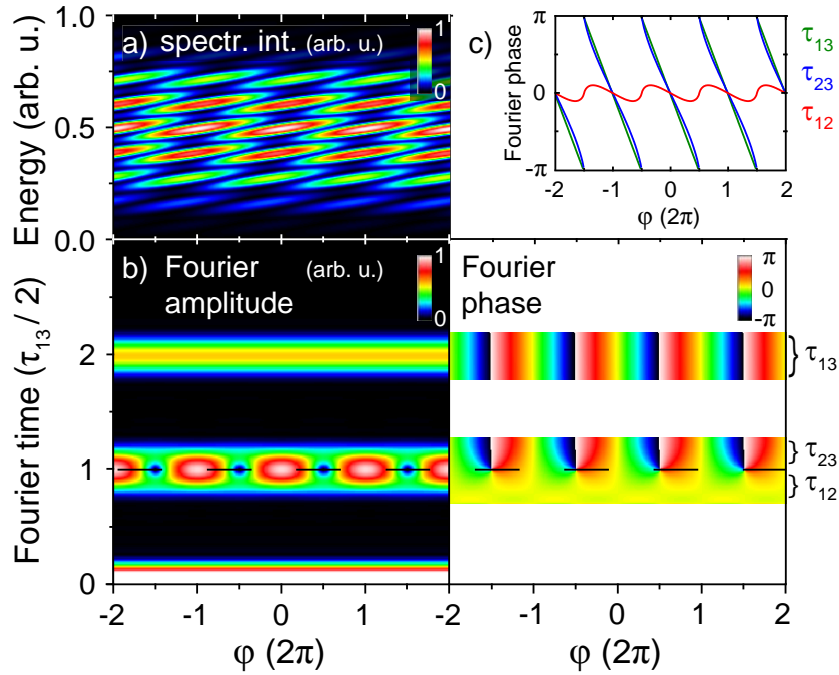 a) spectr. int. (arb. u.)
1
0
Energy (arb. u.)
1.0
0.5
0.0
c)
Fourier phase
π
0
-π
-2 -1 0 1 2
φ (2π)
τ13
τ23
τ12
b) Fourier (arb. u.)
amplitude
1
0
Fourier time (τ13 / 2)
2
1
0
-2 -1 0 1 2
φ (2π)
Fourier
phase
π
0
-π
τ13
τ23
τ12
-1 0 1 2
φ (2π)